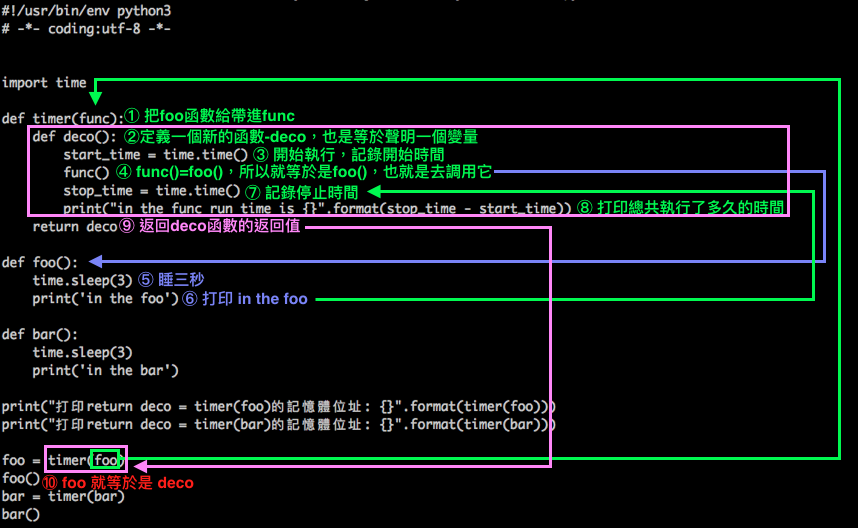 #!/usr/bin/env python3
# -*- coding:utf-8 -*-
import time
def timer(func):① 把foo函數給帶進func
def deco(): ②定義一個新的函數-deco，也是等於聲明一個變量
start_time = time.time() ③ 開始執行，記錄開始時間
func() ④ func()=foo()，所以就等於是foo()，也就是去調用它
stop_time = time.time() ⑦ 記錄停止時間
print("in the func run time is {}".format(stop_time - start_time)) ⑧ 打印總共執行了多久的時間
return deco⑨ 返回deco函數的返回值
def foo():
time.sleep(3) ⑤ 睡三秒
print('in the foo') ⑥ 打印 in the foo
def bar():
time.sleep(3)
print('in the bar')
print("打印return deco = timer(foo)的記憶體位址: {}".format(timer(foo)))
print("打印return deco = timer(bar)的記憶體位址: {}".format(timer(bar)))
foo = timer(foo)
foo() ⑩ foo 就等於是 deco
bar = timer(bar)
bar()